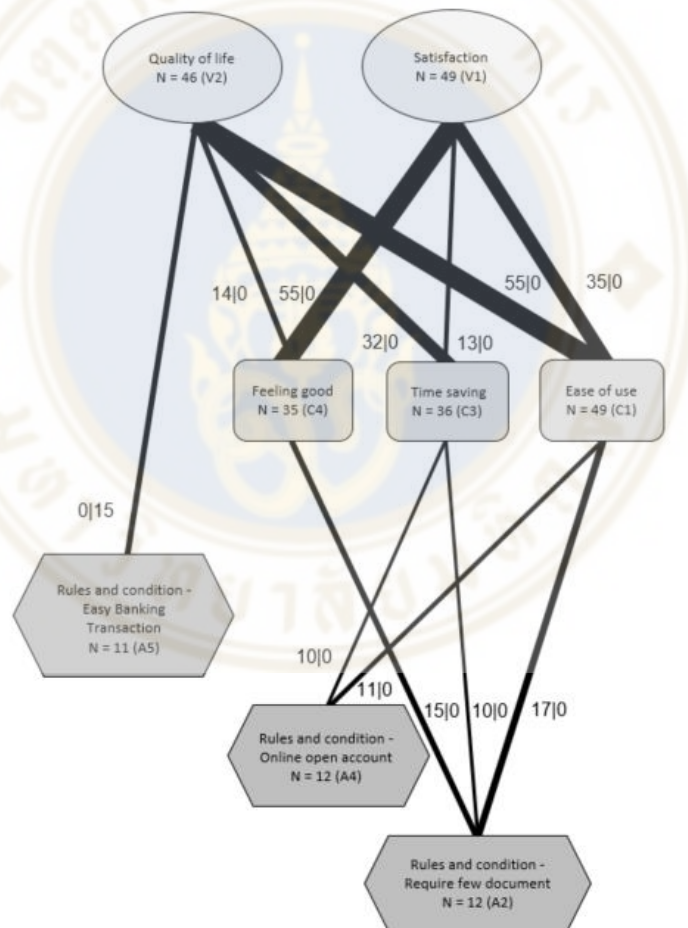 Quality of life
N = 46 (V2)
Satisfaction
N = 49 (V1)
14|0
55|0
32|0
13|0
55|0
35|0
Feeling good
N = 35 (C4)
Time saving
N = 36 (C3)
Ease of use
N = 49 (C1)
0|15
Rules and condition -
Easy Banking
Transaction
N = 11 (A5)
10|0
11|0
15|0
10|0
17|0
Rules and condition -
Online open account
N = 12 (A4)
Rules and condition -
Require few document
N = 12 (A2)